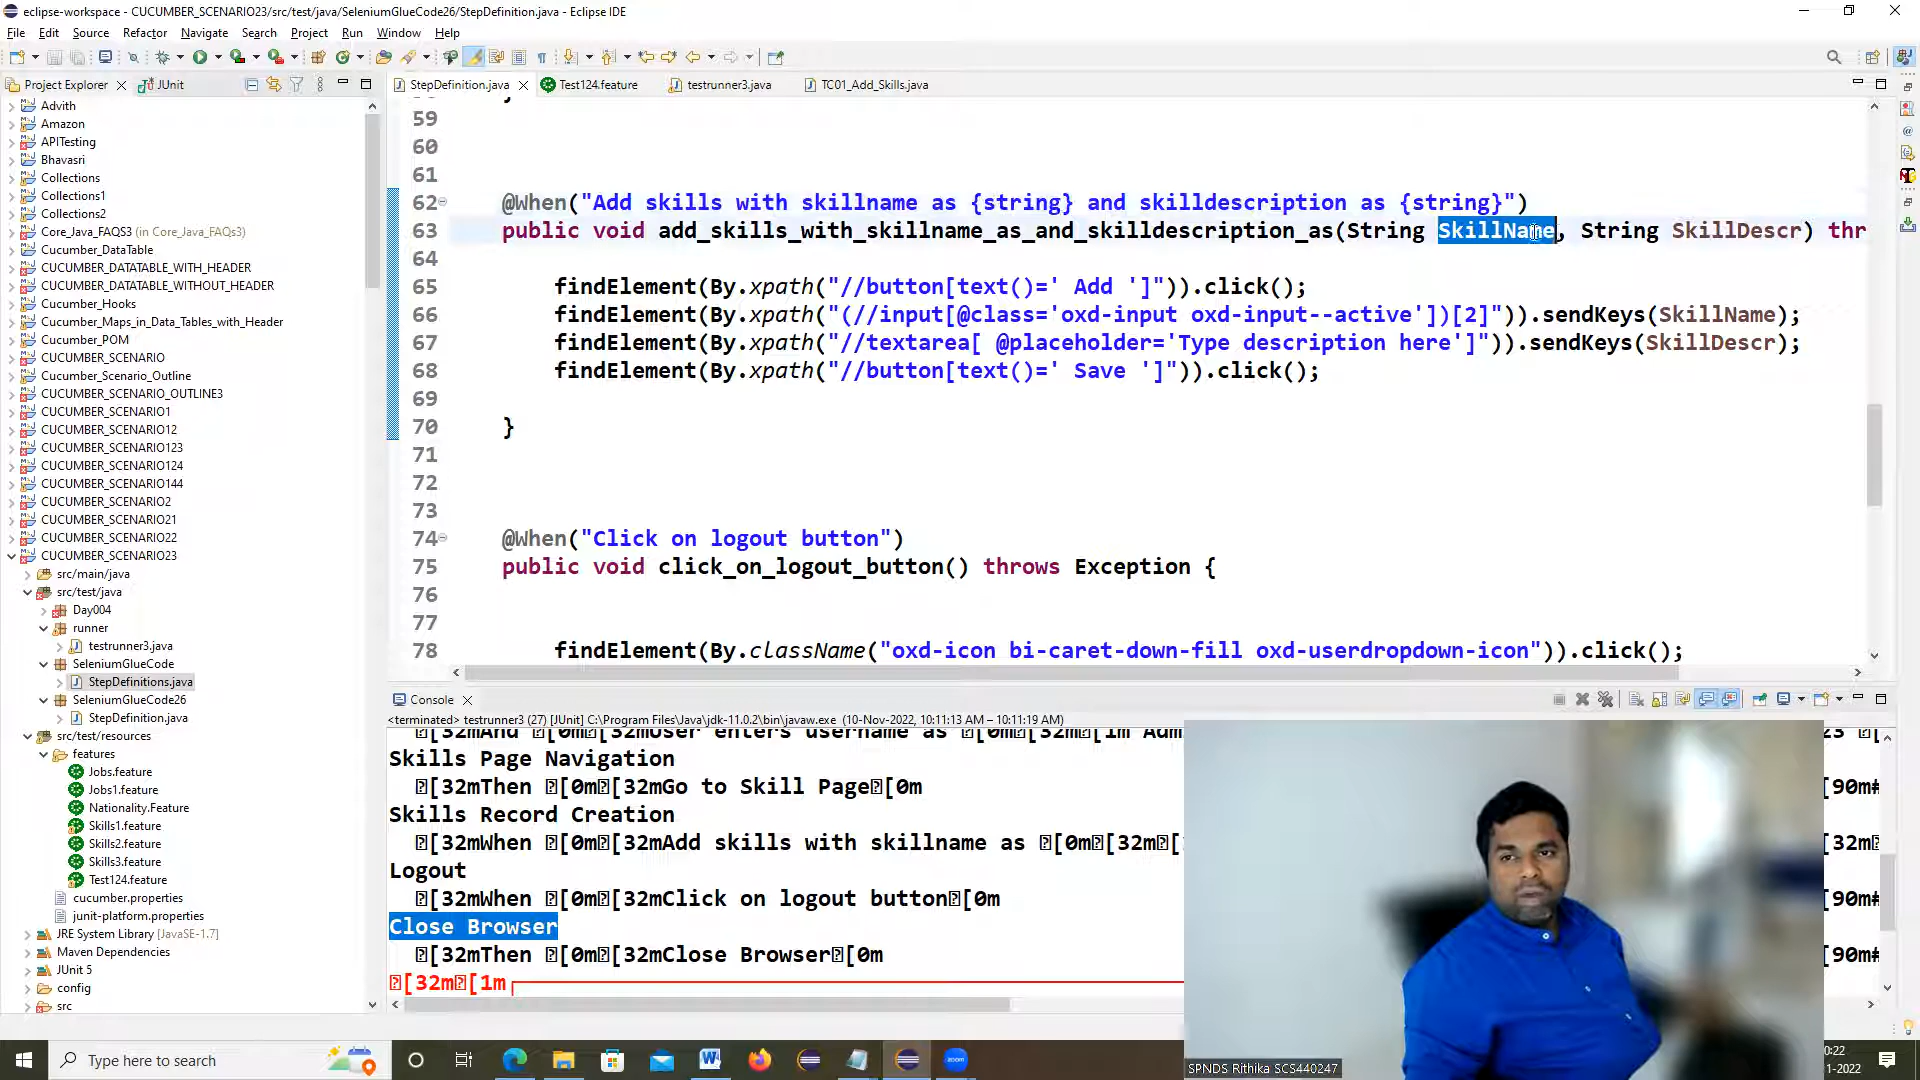 eclipse-workspace - CUCUMBER_SCENARIO23/src/test/java/SeleniumGlueCode26/StepDefinition.java - Eclipse IDE
File Edit Source Refactor Navigate Search Project Run Window Help
Project Explorer JUnit
StepDefinition.java Test124.feature testrunner3.java TC01_Add_Skills.java
Advith
Amazon
APITesting
Bhavasri
Collections
Collections1
Collections2
Core_Java_FAQS3 (in Core_Java_FAQs3)
Cucumber_DataTable
CUCUMBER_DATATABLE_WITH_HEADER
CUCUMBER_DATATABLE_WITHOUT_HEADER
Cucumber_Hooks
Cucumber_Maps_in_Data_Tables_with_Header
Cucumber_POM
CUCUMBER_SCENARIO
Cucumber_Scenario_Outline
CUCUMBER_SCENARIO_OUTLINE3
CUCUMBER_SCENARIO1
CUCUMBER_SCENARIO12
CUCUMBER_SCENARIO123
CUCUMBER_SCENARIO124
CUCUMBER_SCENARIO144
CUCUMBER_SCENARIO2
CUCUMBER_SCENARIO21
CUCUMBER_SCENARIO22
CUCUMBER_SCENARIO23
src/main/java
src/test/java
Day004
runner
testrunner3.java
SeleniumGlueCode
StepDefinitions.java
SeleniumGlueCode26
StepDefinition.java
src/test/resources
features
Jobs.feature
Jobs1.feature
Nationality.Feature
Skills1.feature
Skills2.feature
Skills3.feature
Test124.feature
cucumber.properties
junit-platform.properties
JRE System Library [JavaSE-1.7]
Maven Dependencies
JUnit 5
config
src
59
60
61
62 @When("Add skills with skillname as {string} and skilldescription as {string}")
63 public void add_skills_with_skillname_as_and_skilldescription_as(String SkillName, String SkillDescr) thr
64
65 findElement(By.xpath("//button[text()=' Add ']")).click();
66 findElement(By.xpath("(//input[@class='oxd-input oxd-input--active'])[2]")).sendKeys(SkillName);
67 findElement(By.xpath("//textarea[ @placeholder='Type description here']")).sendKeys(SkillDescr);
68 findElement(By.xpath("//button[text()=' Save ']")).click();
69
70 }
71
72
73
74 @When("Click on logout button")
75 public void click_on_logout_button() throws Exception {
76
77
78 findElement(By.className("oxd-icon bi-caret-down-fill oxd-userdropdown-icon")).click();
Console
<terminated> testrunner3 (27) [JUnit] C:\Program Files\Java\jdk-11.0.2\bin\javaw.exe (10-Nov-2022, 10:11:13 AM – 10:11:19 AM)
[32mAnd [0m[32mUser enters username as [0m[32m[1m Adm
Skills Page Navigation
[32mThen [0m[32mGo to Skill Page[0m [90m#
Skills Record Creation
[32mWhen [0m[32mAdd skills with skillname as [0m[32m[ [32m
Logout
[32mWhen [0m[32mClick on logout button[0m [90m#
Close Browser
[32mThen [0m[32mClose Browser[0m [90m#
[32m[1m
SPNDS Rithika SCS440247
Type here to search